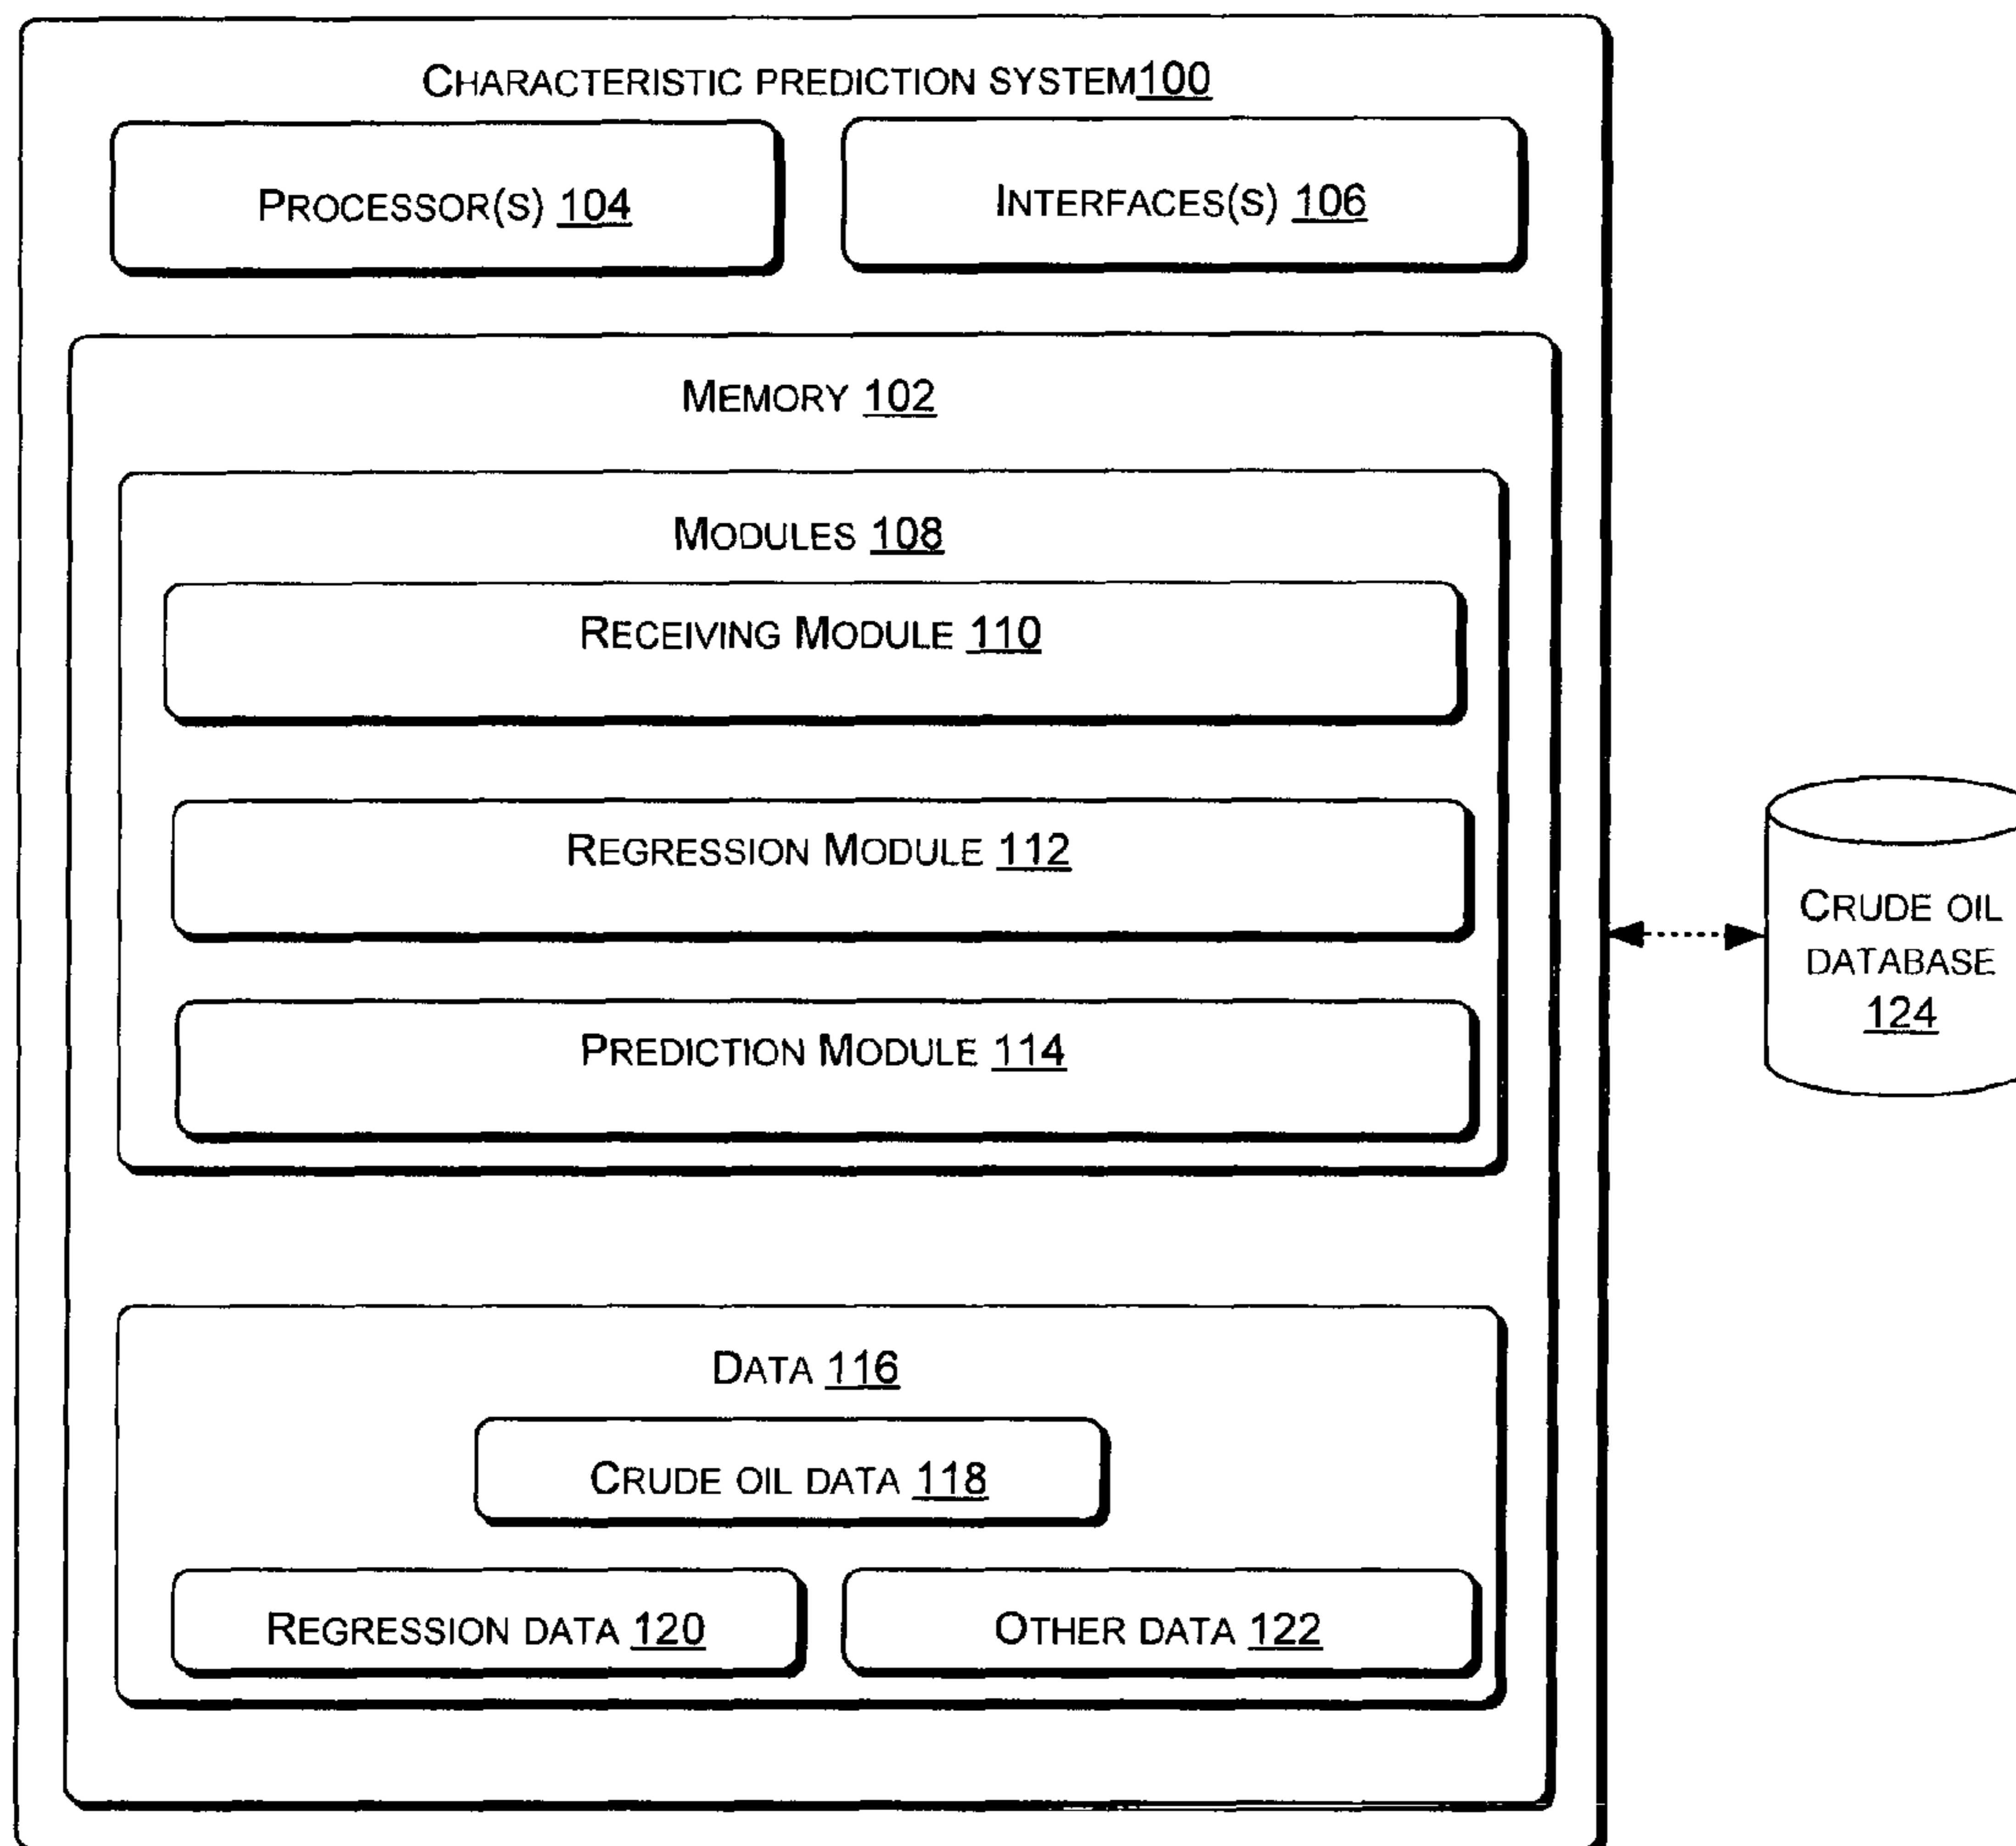 CHARACTERISTIC PREDICTION SYSTEM100
PROCESSOR(S) 104
INTERFACES(S) 106
MEMORY 102
MODULES 108
RECEIVING MODULE 110
REGRESSION MODULE 112
PREDICTION MODULE 114
CRUDE OIL
DATABASE
124
DATA 116
CRUDE OIL DATA 118
REGRESSION DATA 120
OTHER DATA 122